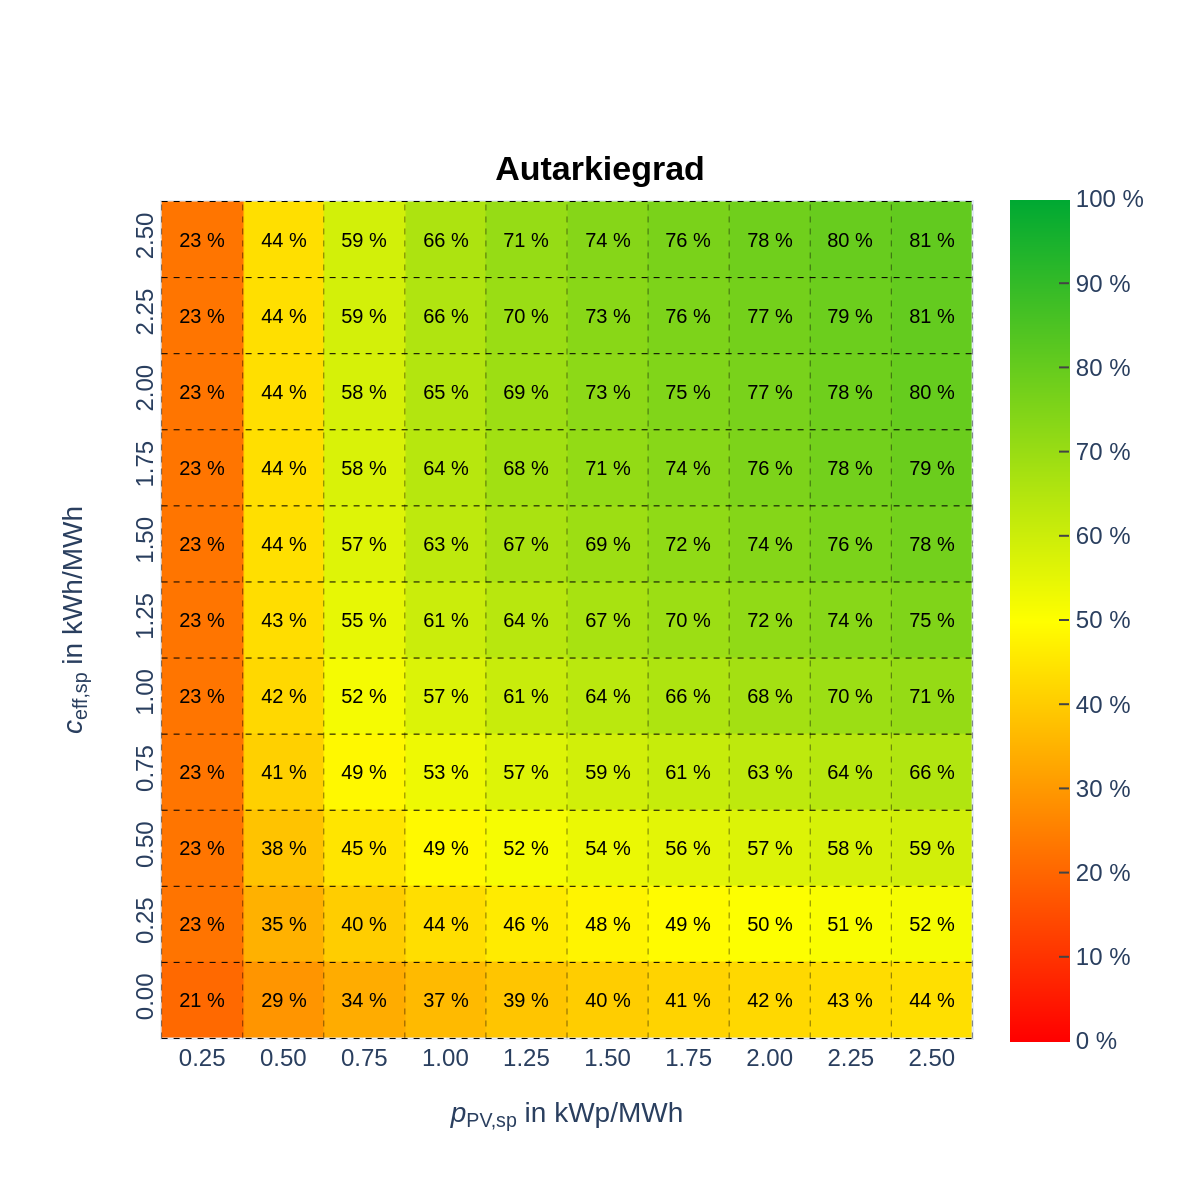 Autarkiegrad
2.50 23 % 44 % 59 % 66 % 71 % 74 % 76 % 78 % 80 % 81 %
2.25 23 % 44 % 59 % 66 % 70 % 73 % 76 % 77 % 79 % 81 %
2.00 23 % 44 % 58 % 65 % 69 % 73 % 75 % 77 % 78 % 80 %
1.75 23 % 44 % 58 % 64 % 68 % 71 % 74 % 76 % 78 % 79 %
1.50 23 % 44 % 57 % 63 % 67 % 69 % 72 % 74 % 76 % 78 %
1.25 23 % 43 % 55 % 61 % 64 % 67 % 70 % 72 % 74 % 75 %
1.00 23 % 42 % 52 % 57 % 61 % 64 % 66 % 68 % 70 % 71 %
0.75 23 % 41 % 49 % 53 % 57 % 59 % 61 % 63 % 64 % 66 %
0.50 23 % 38 % 45 % 49 % 52 % 54 % 56 % 57 % 58 % 59 %
0.25 23 % 35 % 40 % 44 % 46 % 48 % 49 % 50 % 51 % 52 %
0.00 21 % 29 % 34 % 37 % 39 % 40 % 41 % 42 % 43 % 44 %
0.25 0.50 0.75 1.00 1.25 1.50 1.75 2.00 2.25 2.50
pPV,sp in kWp/MWh
ceff,sp in kWh/MWh
100 %
90 %
80 %
70 %
60 %
50 %
40 %
30 %
20 %
10 %
0 %